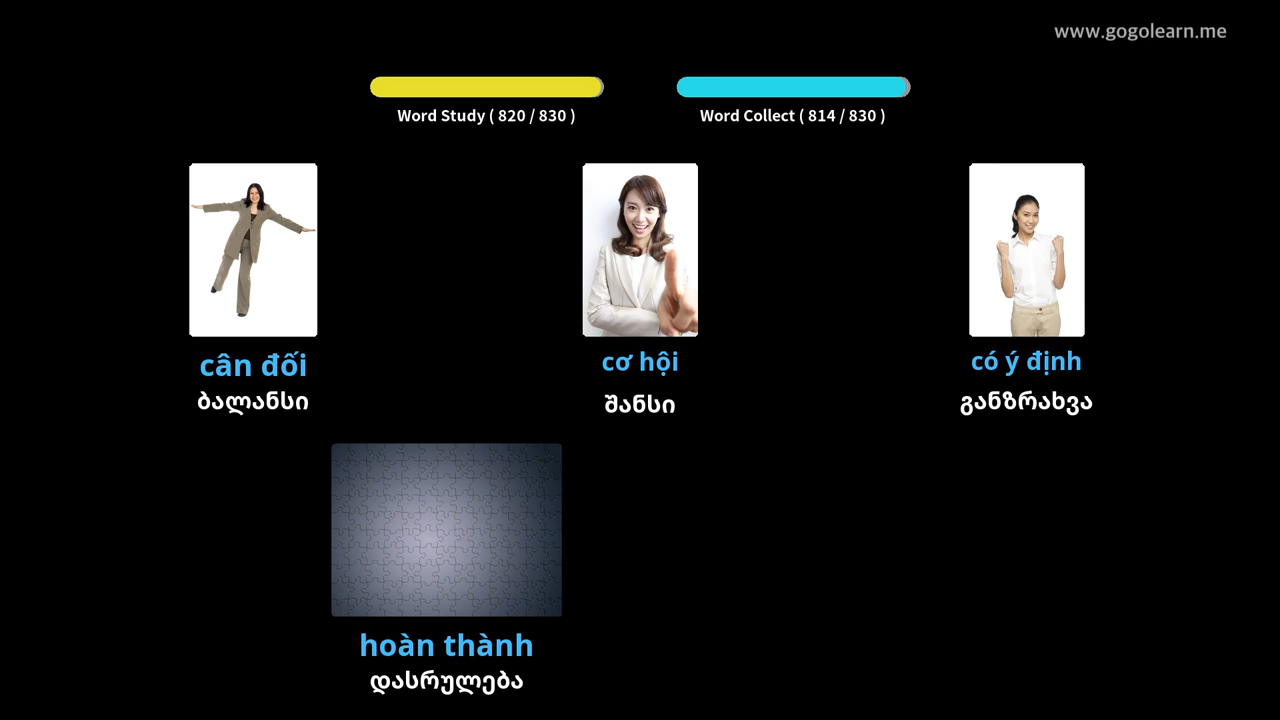 www.gogolearn.me
Word Study ( 820 / 830 )
Word Collect ( 814 / 830 )
cân đối
ბალანსი
cơ hội
შანსი
có ý định
განზრახვა
hoàn thành
დასრულება